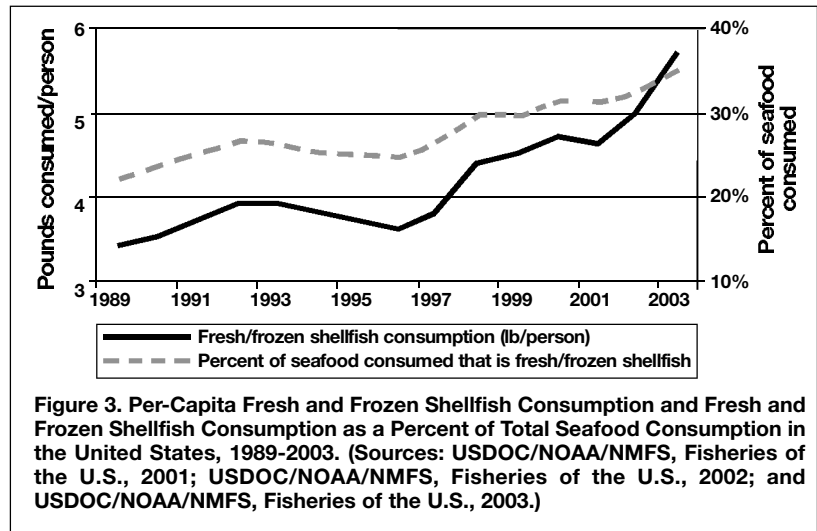 6
5
4
3
Pounds consumed/person
40%
30%
20%
10%
Percent of seafood
consumed
1989 1991 1993 1995 1997 1999 2001 2003
Fresh/frozen shellfish consumption (lb/person)
Percent of seafood consumed that is fresh/frozen shellfish
Figure 3. Per-Capita Fresh and Frozen Shellfish Consumption and Fresh and
Frozen Shellfish Consumption as a Percent of Total Seafood Consumption in
the United States, 1989-2003. (Sources: USDOC/NOAA/NMFS, Fisheries of
the U.S., 2001; USDOC/NOAA/NMFS, Fisheries of the U.S., 2002; and
USDOC/NOAA/NMFS, Fisheries of the U.S., 2003.)